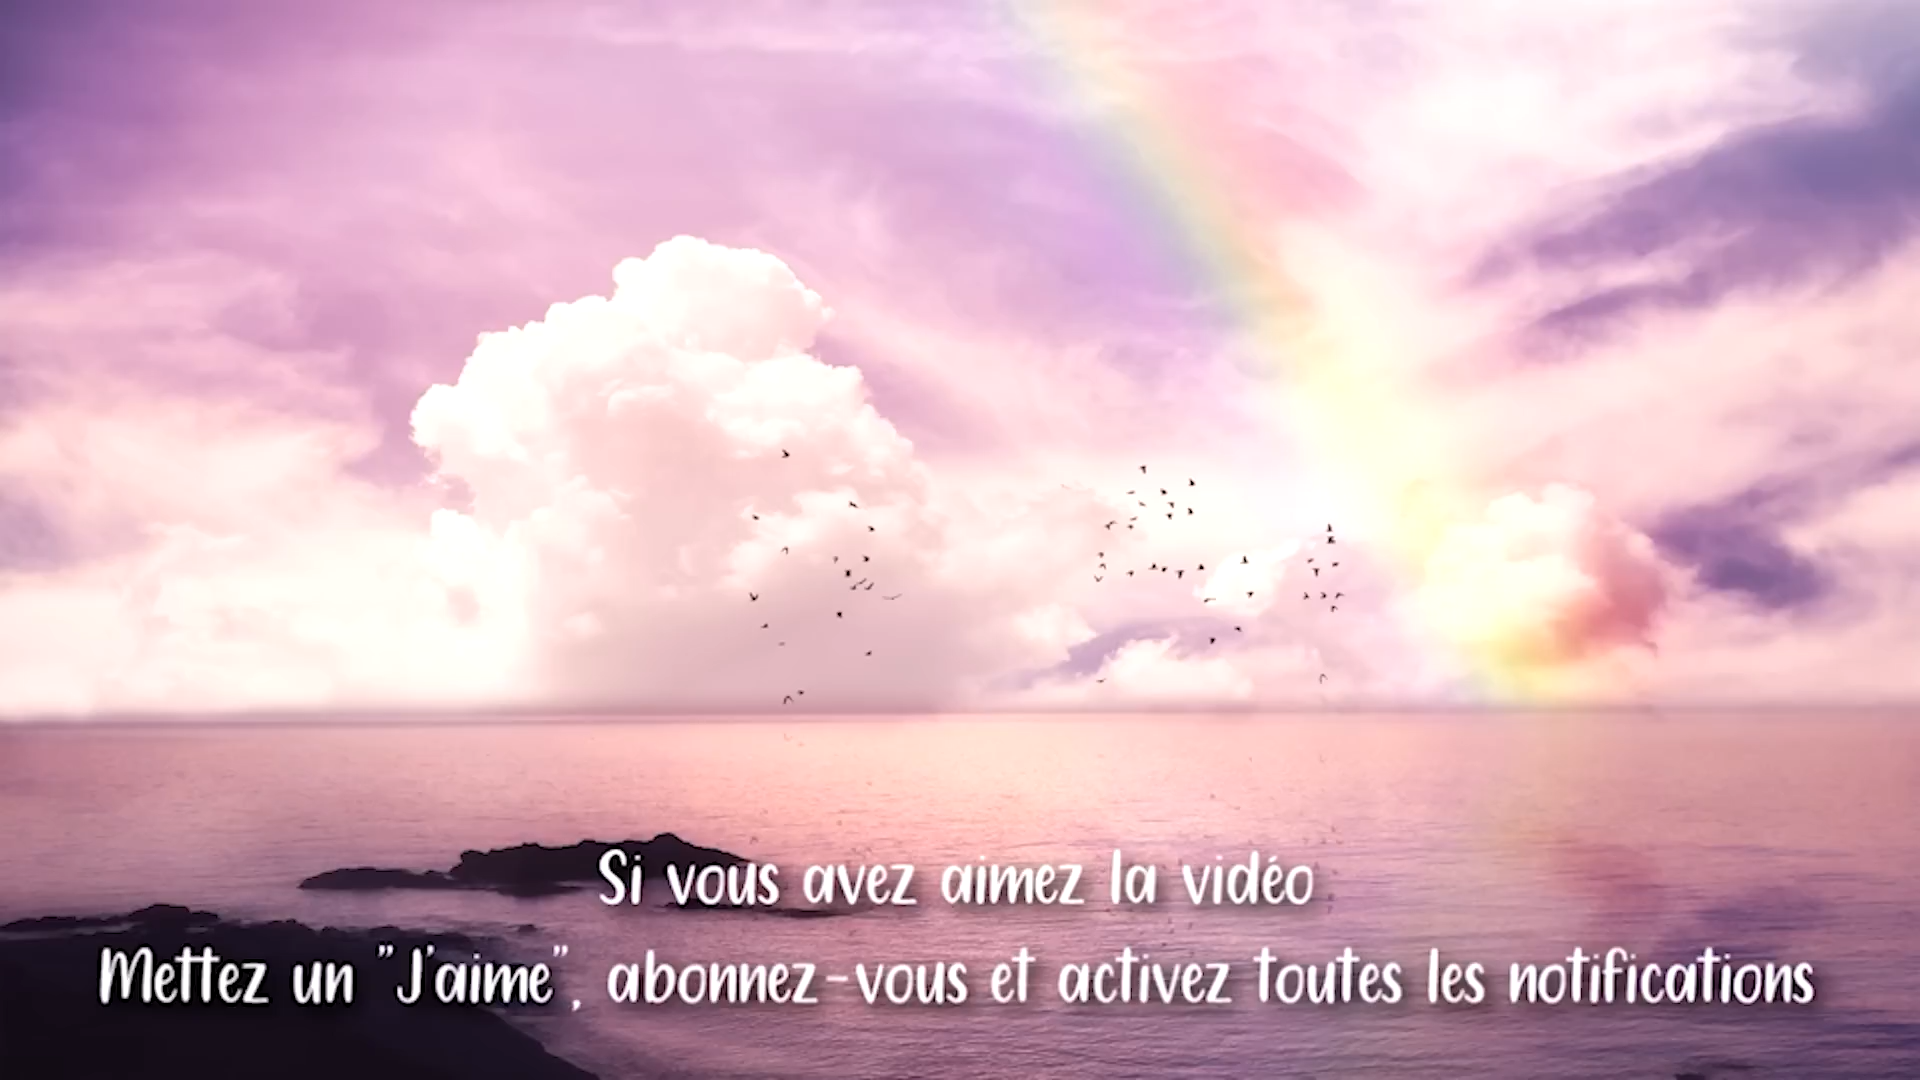 Si vous avez aimez la vidéo
Mettez un "J'aime", abonnez-vous et activez toutes les notifications